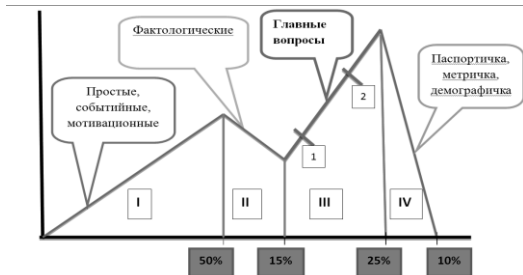 Фактологические
Главные
вопросы
Паспортичка,
метричка,
демографичка
Простые,
событийные,
мотивационные
2
1
I
II
III
IV
50%
15%
25%
10%